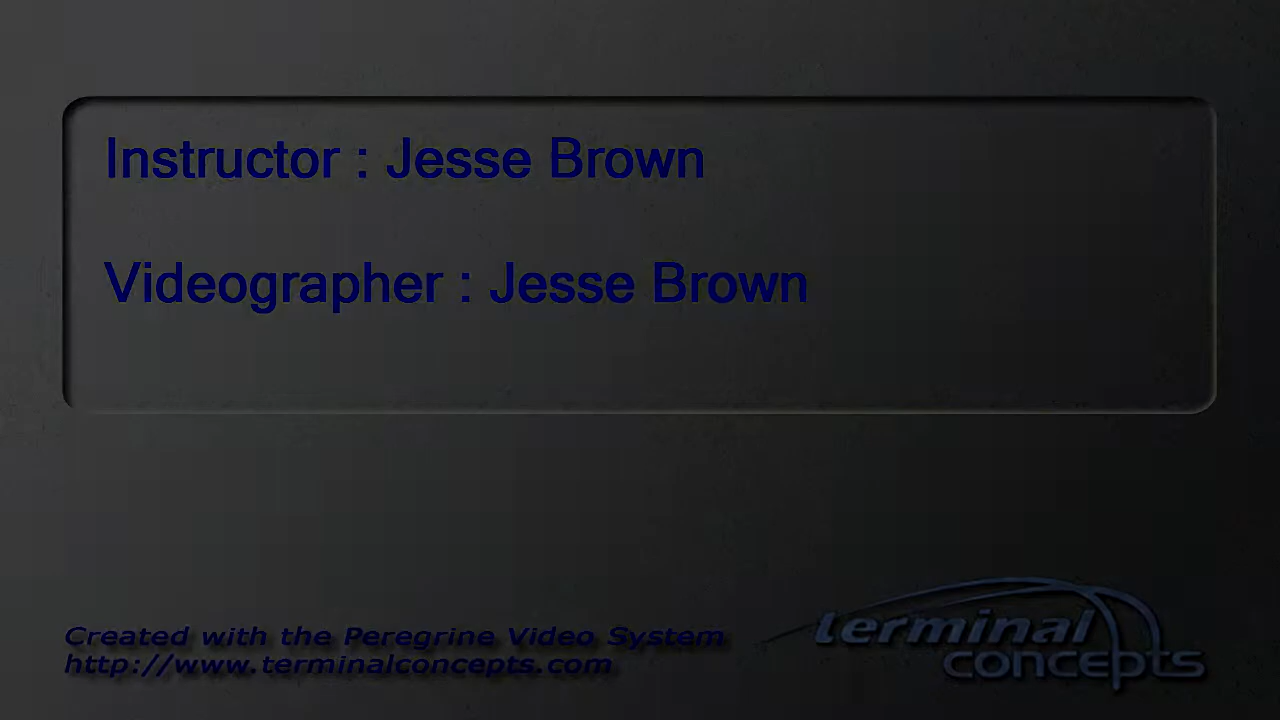 Instructor : Jesse Brown
Videographer : Jesse Brown
Created with the Peregrine Video System
http://www.terminalconcepts.com
terminal
concepts